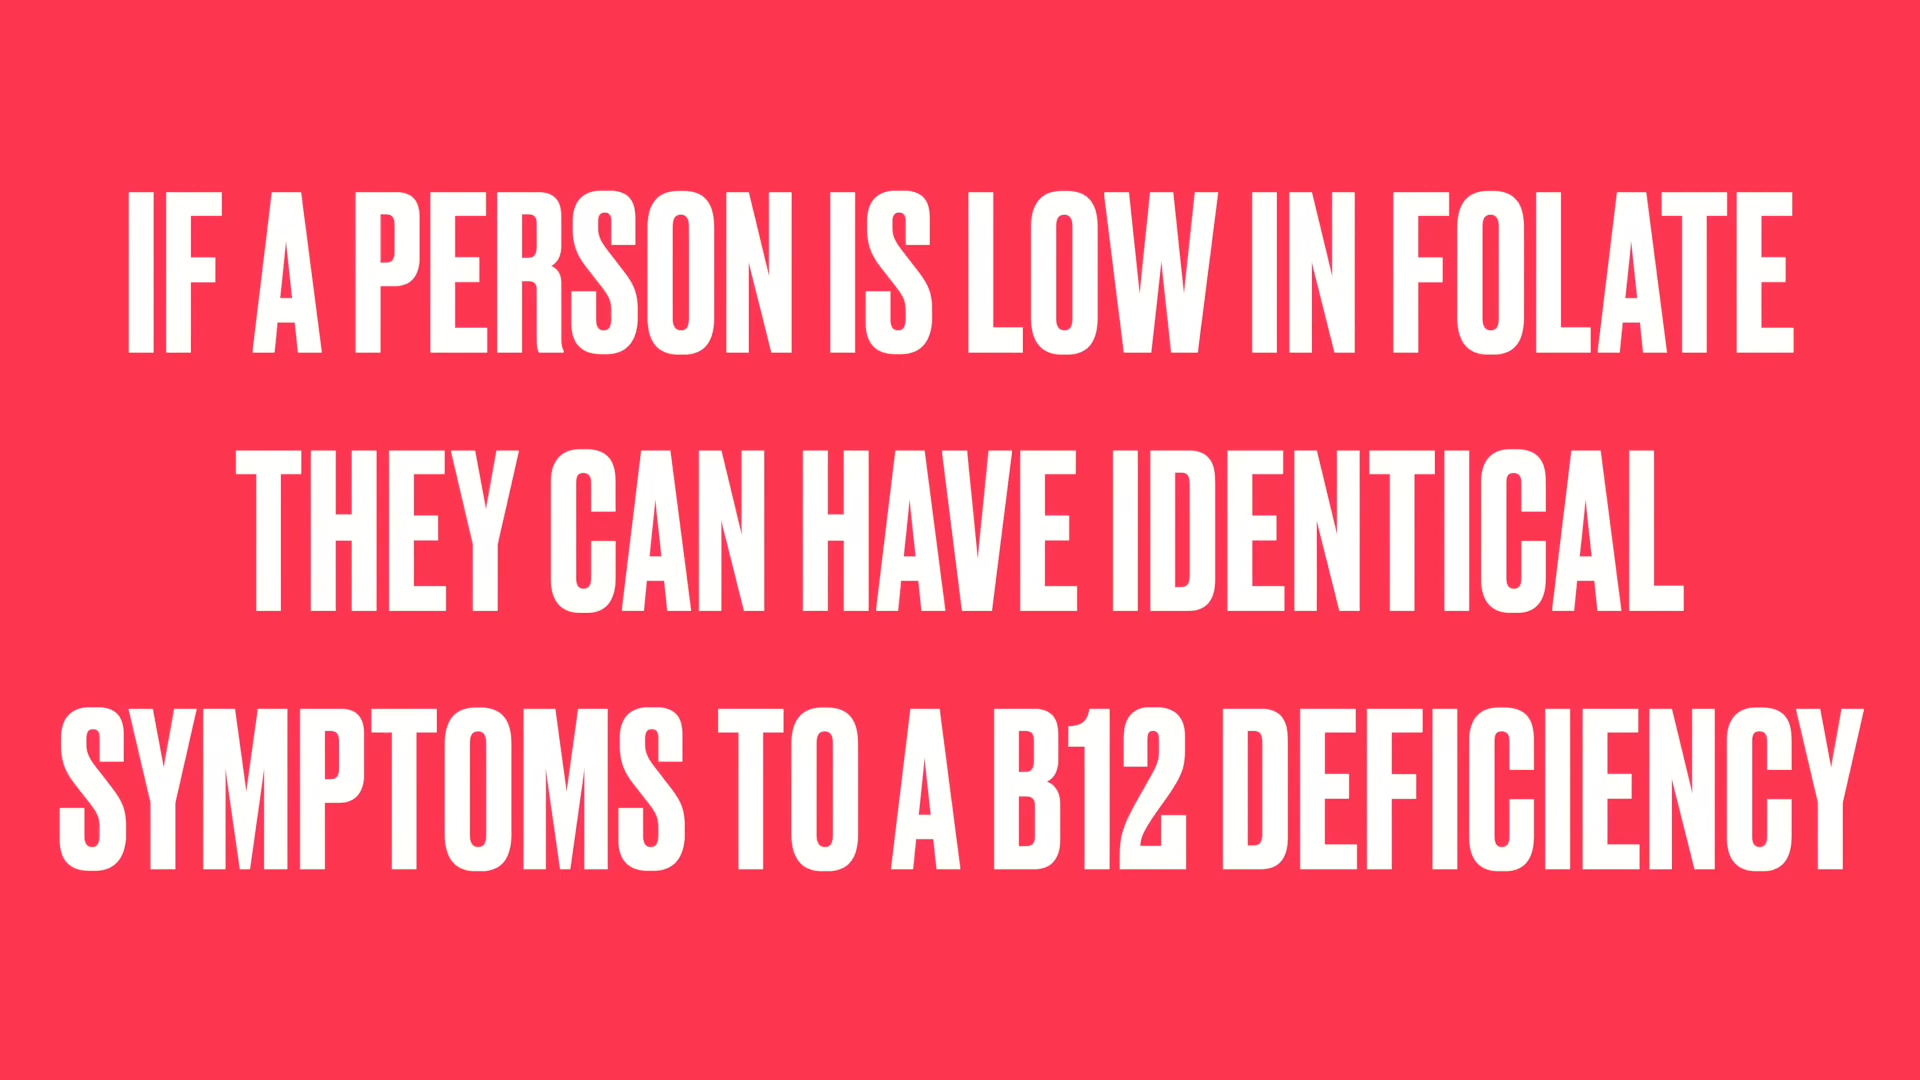 IF A PERSON IS LOW IN FOLATE
THEY CAN HAVE IDENTICAL
SYMPTOMS TO A B12 DEFICIENCY